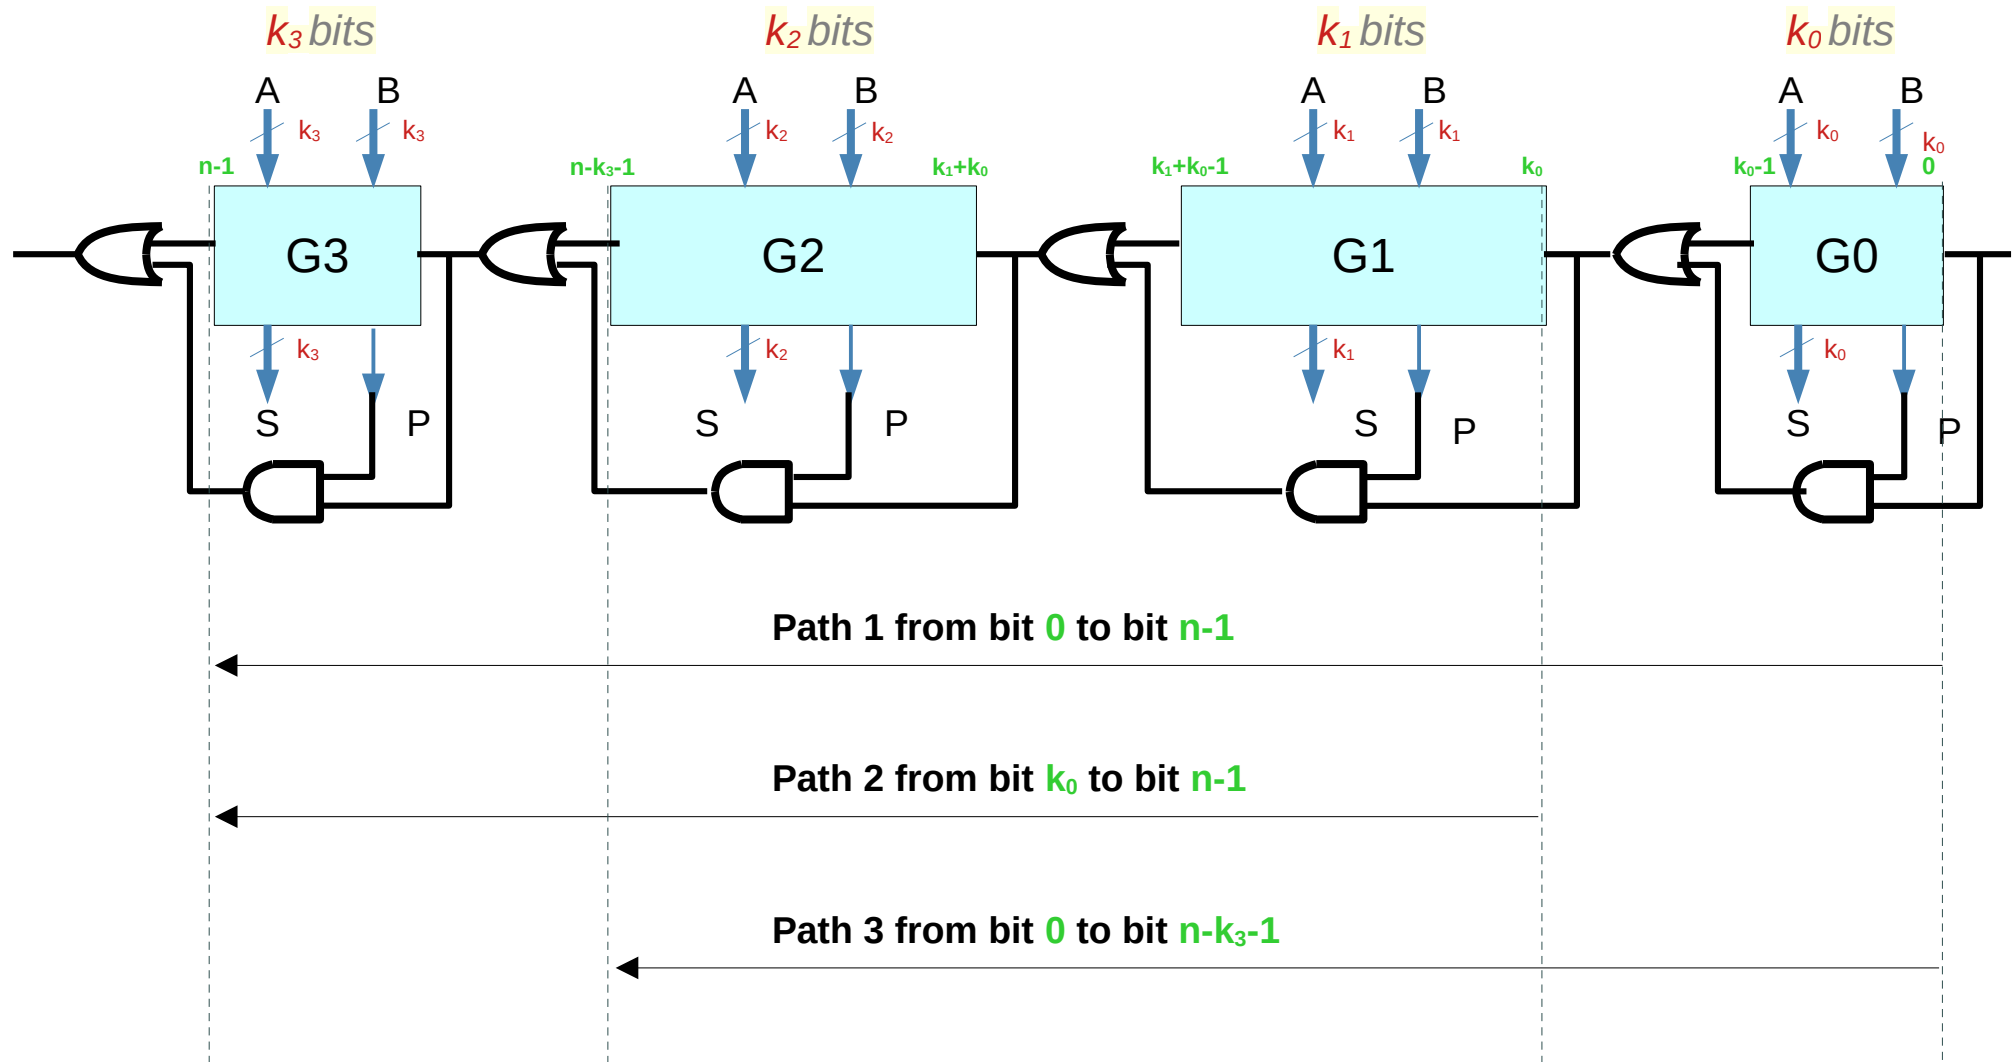 k₃ bits k₂ bits k₁ bits k₀ bits
A B A B A B A B
k₃ k₃ k₂ k₂ k₁ k₁ k₀ k₀
n-1 n-k₃-1 k₁+k₀ k₁+k₀-1 k₀ k₀-1 0
G3 G2 G1 G0
k₃ k₂ k₁ k₀
S P S P S P S P
Path 1 from bit 0 to bit n-1
Path 2 from bit k₀ to bit n-1
Path 3 from bit 0 to bit n-k₃-1